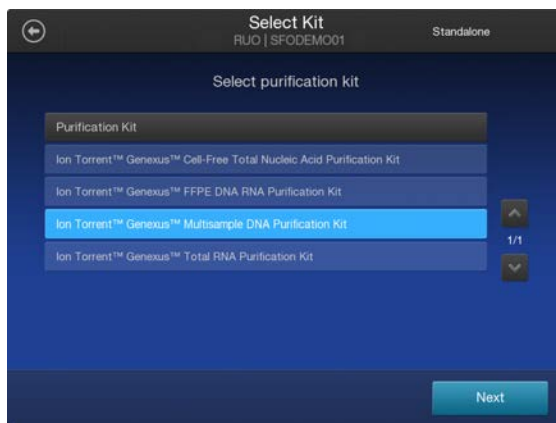 Select Kit
RUO | SFODEMO01
Standalone
Select purification kit
Purification Kit
Ion Torrent™ Genexus™ Cell-Free Total Nucleic Acid Purification Kit
Ion Torrent™ Genexus™ FFPE DNA RNA Purification Kit
Ion Torrent™ Genexus™ Multisample DNA Purification Kit
Ion Torrent™ Genexus™ Total RNA Purification Kit
1/1
Next